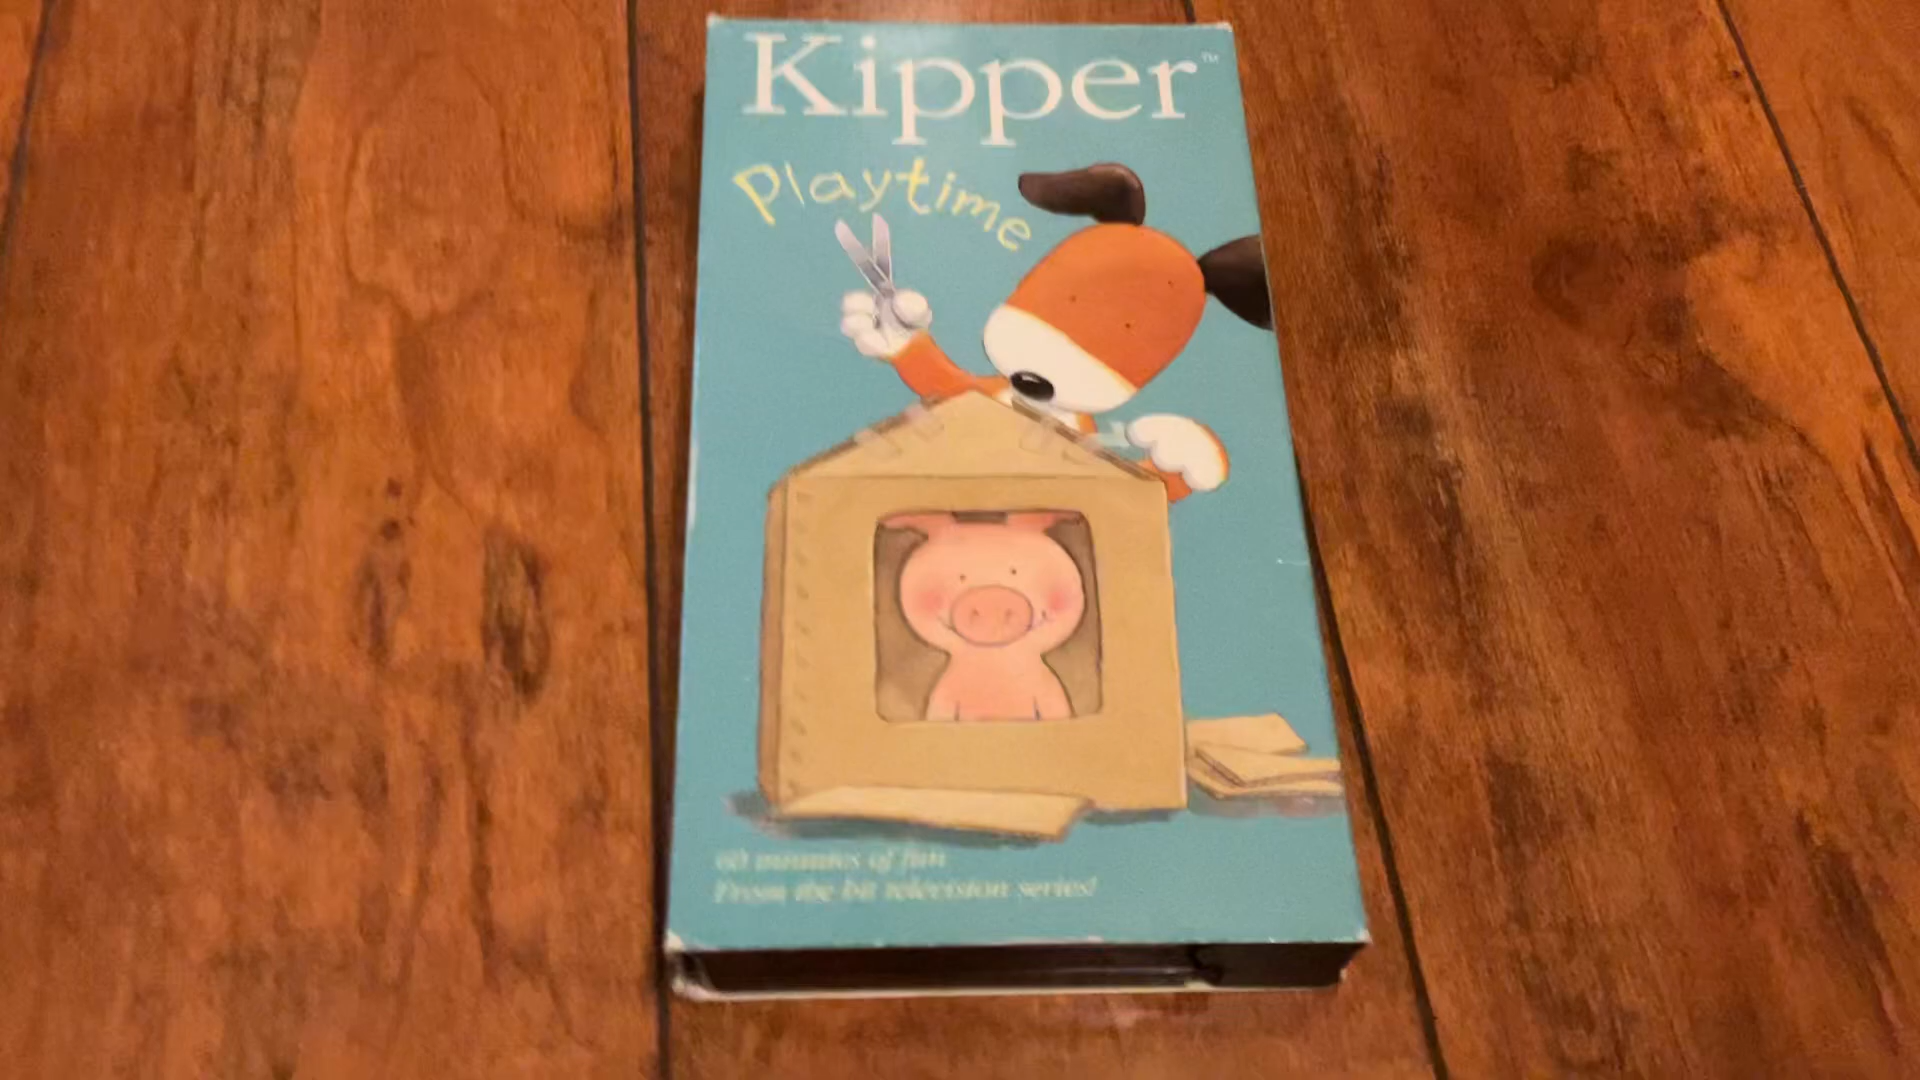 Kipper™
Playtime
60 minutes of fun
From the hit television series!